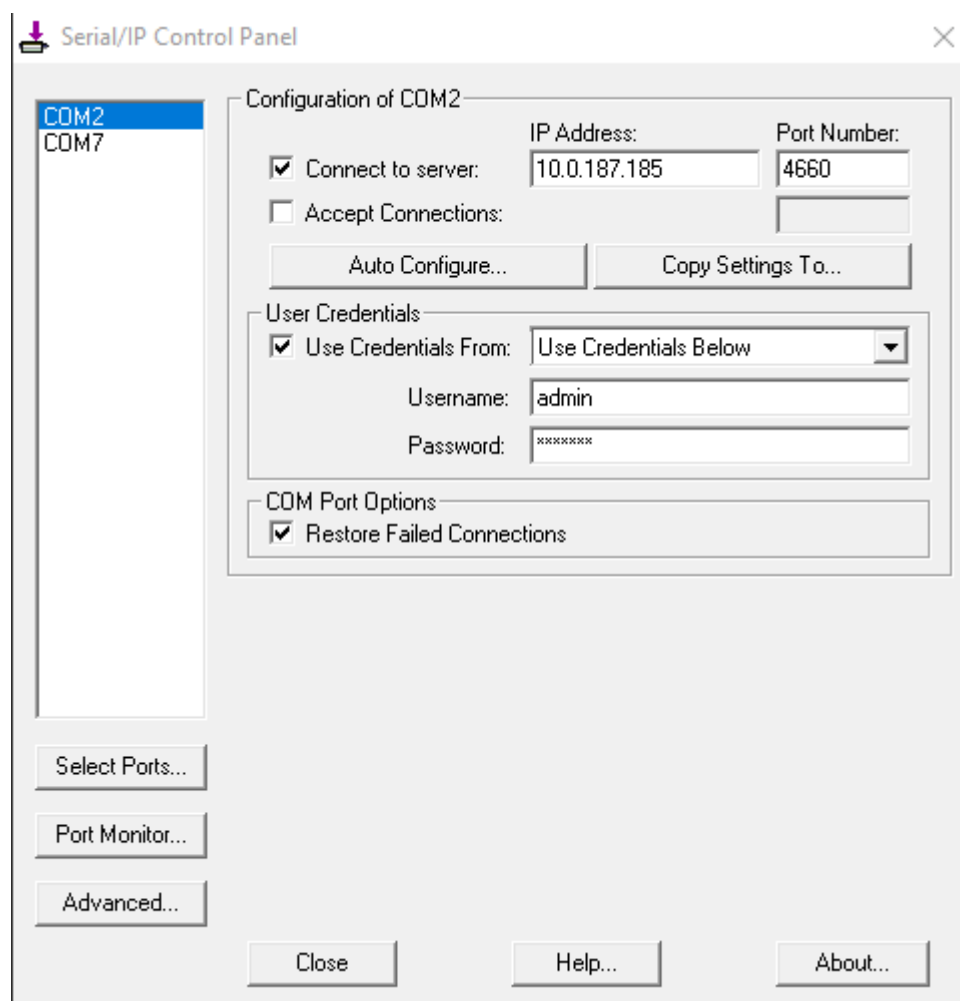 Serial/IP Control Panel
COM2
COM7
Configuration of COM2
IP Address: Port Number:
Connect to server: 10.0.187.185 4660
Accept Connections:
Auto Configure... Copy Settings To...
User Credentials
Use Credentials From: Use Credentials Below
Username: admin
Password: *******
COM Port Options
Restore Failed Connections
Select Ports...
Port Monitor...
Advanced...
Close Help... About...